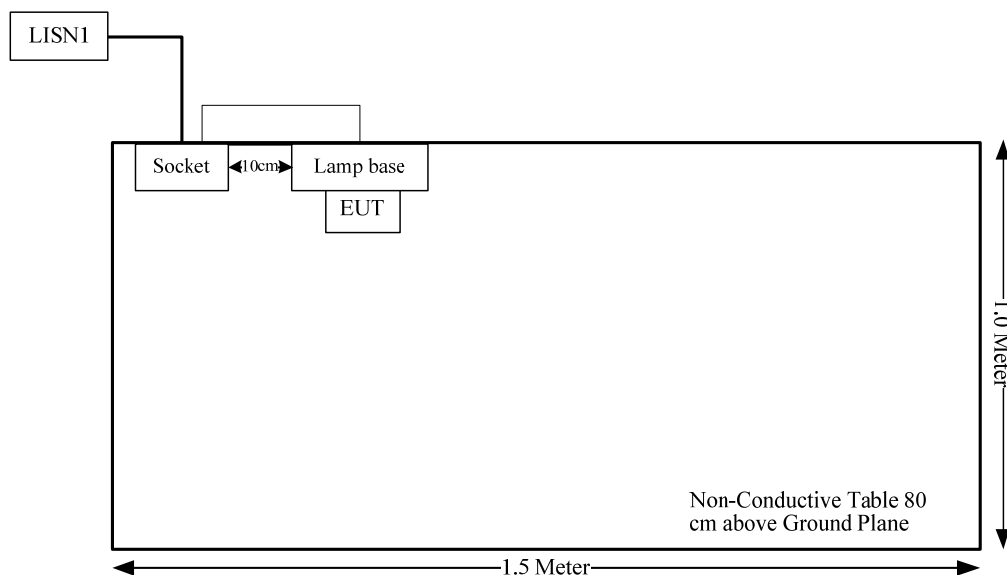 LISN1
Socket
10cm
Lamp base
EUT
1.0 Meter
Non-Conductive Table 80
cm above Ground Plane
1.5 Meter